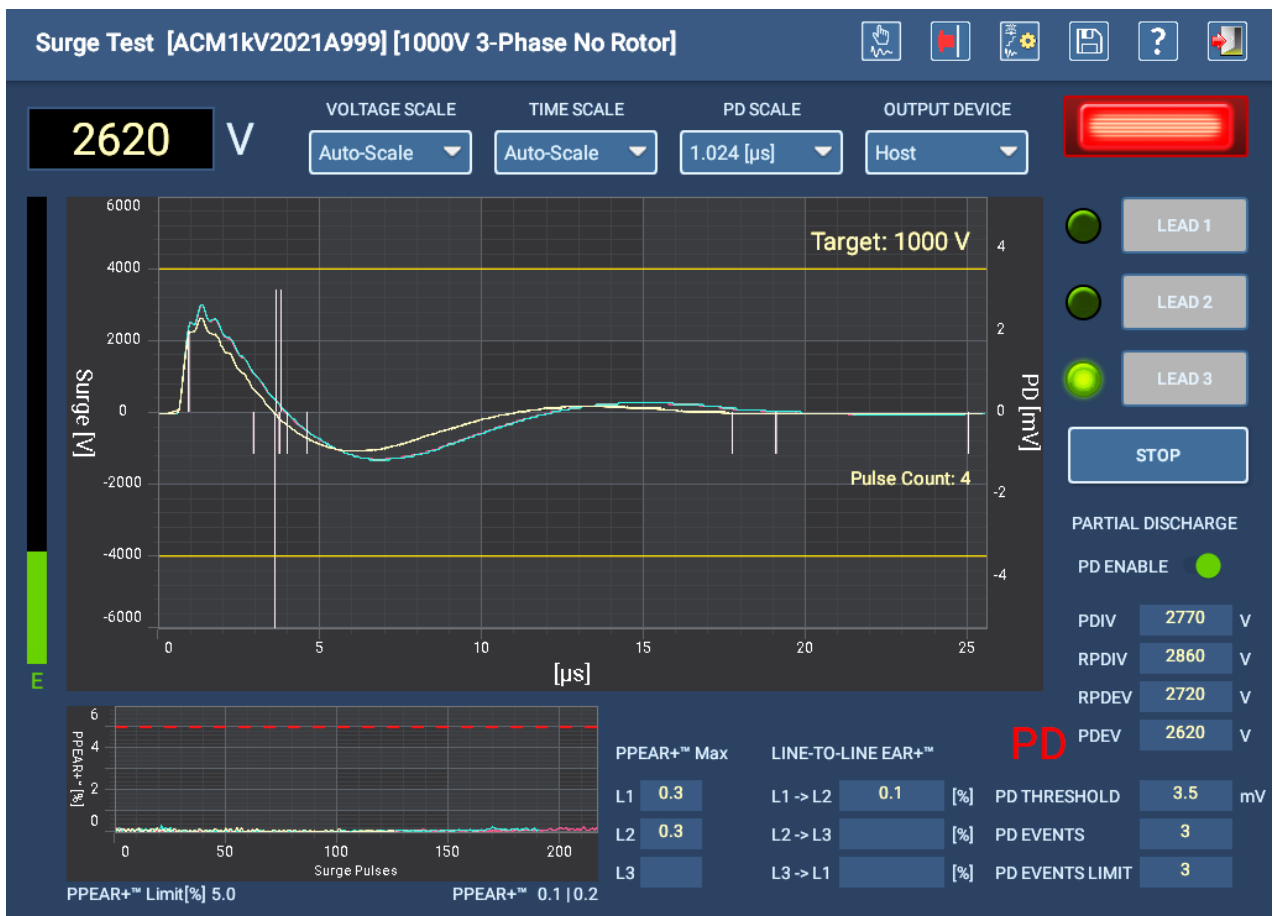 Surge Test [ACM1kV2021A999] [1000V 3-Phase No Rotor]
?
2620 V
VOLTAGE SCALE
Auto-Scale
TIME SCALE
Auto-Scale
PD SCALE
1.024 [µs]
OUTPUT DEVICE
Host
6000
4000
2000
0
-2000
-4000
-6000
Surge [V]
Target: 1000 V
Pulse Count: 4
4
2
0
-2
-4
PD [mV]
0 5 10 15 20 25
[µs]
E
LEAD 1
LEAD 2
LEAD 3
STOP
PARTIAL DISCHARGE
PD ENABLE
PDIV 2770 V
RPDIV 2860 V
RPDEV 2720 V
PD
PDEV 2620 V
PD THRESHOLD 3.5 mV
PD EVENTS 3
PD EVENTS LIMIT 3
6
4
2
0
PPEAR+™ [%]
0 50 100 150 200
Surge Pulses
PPEAR+™ Limit[%] 5.0
PPEAR+™ 0.1|0.2
PPEAR+™ Max
L1 0.3
L2 0.3
L3
LINE-TO-LINE EAR+™
L1 -> L2 0.1 [%]
L2 -> L3 [%]
L3 -> L1 [%]